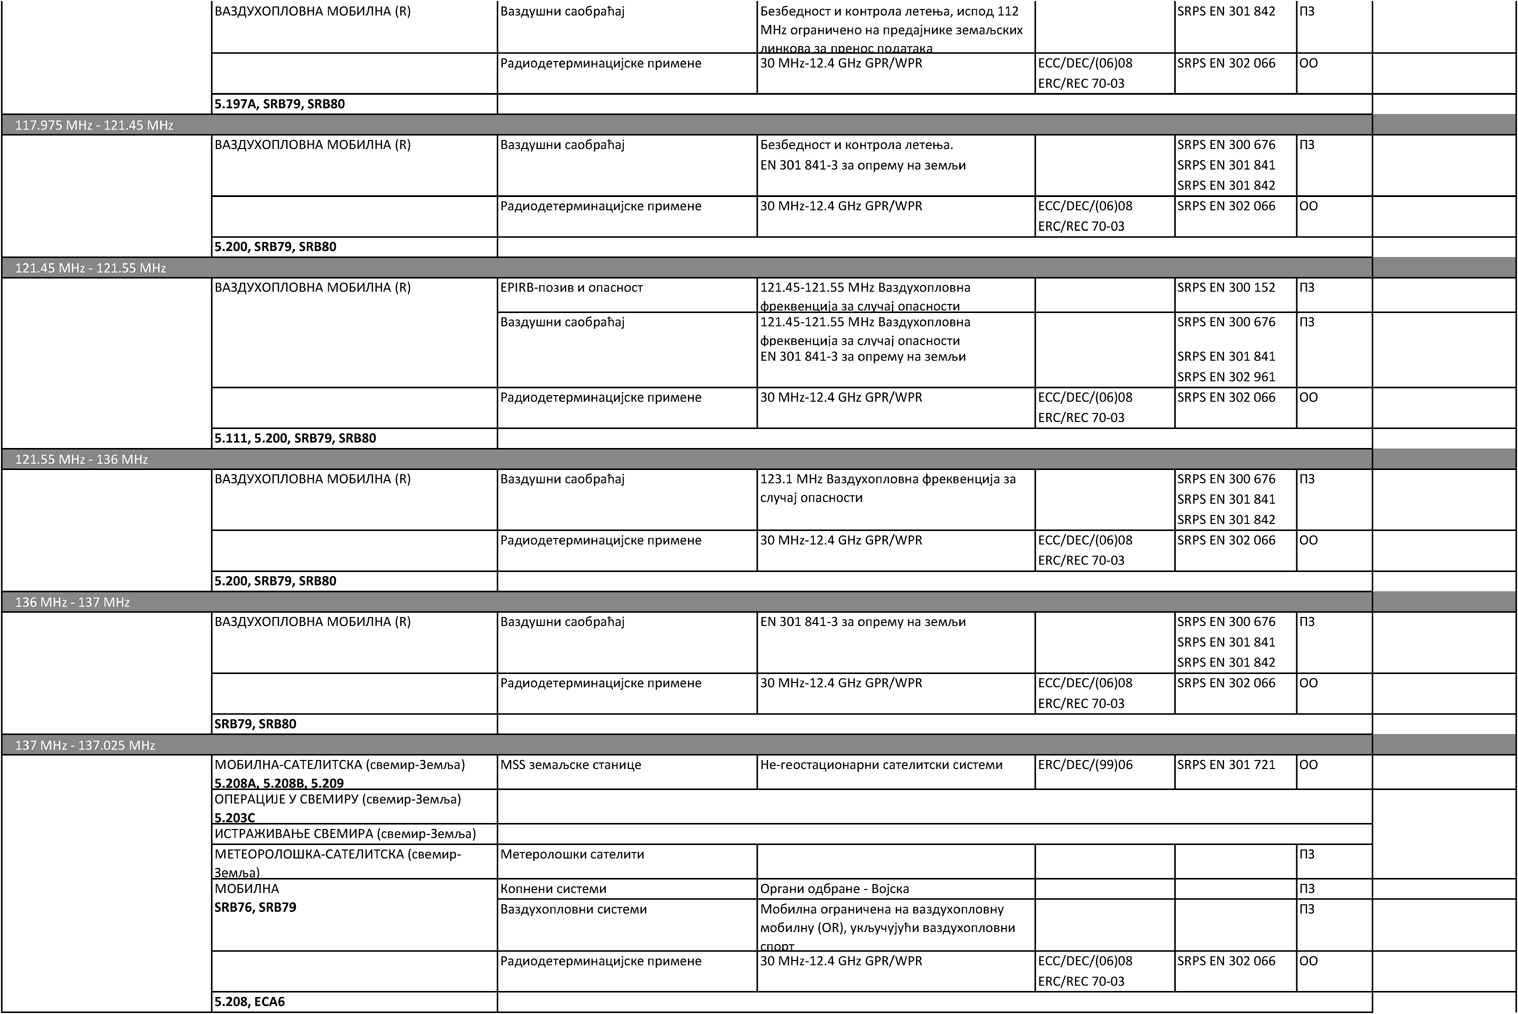 ВАЗДУХОПЛОВНА МОБИЛНА (R) Ваздушни саобраћај Безбедност и контрола летења, испод 112 SRPS EN 301 842 ПЗ
MHz ограничено на предајнике земаљских
линкова за пренос података
Радиодетерминацијске примене 30 MHz-12.4 GHz GPR/WPR ECC/DEC/(06)08 SRPS EN 302 066 ОО
ERC/REC 70-03
5.197A, SRB79, SRB80
117.975 MHz - 121.45 MHz
ВАЗДУХОПЛОВНА МОБИЛНА (R) Ваздушни саобраћај Безбедност и контрола летења. SRPS EN 300 676 ПЗ
EN 301 841-3 за опрему на земљи SRPS EN 301 841
SRPS EN 301 842
Радиодетерминацијске примене 30 MHz-12.4 GHz GPR/WPR ECC/DEC/(06)08 SRPS EN 302 066 ОО
ERC/REC 70-03
5.200, SRB79, SRB80
121.45 MHz - 121.55 MHz
ВАЗДУХОПЛОВНА МОБИЛНА (R) EPIRB-позив и опасност 121.45-121.55 MHz Ваздухопловна SRPS EN 300 152 ПЗ
фреквенција за случај опасности
Ваздушни саобраћај 121.45-121.55 MHz Ваздухопловна SRPS EN 300 676 ПЗ
фреквенција за случај опасности
EN 301 841-3 за опрему на земљи SRPS EN 301 841
SRPS EN 302 961
Радиодетерминацијске примене 30 MHz-12.4 GHz GPR/WPR ECC/DEC/(06)08 SRPS EN 302 066 ОО
ERC/REC 70-03
5.111, 5.200, SRB79, SRB80
121.55 MHz - 136 MHz
ВАЗДУХОПЛОВНА МОБИЛНА (R) Ваздушни саобраћај 123.1 MHz Ваздухопловна фреквенција за SRPS EN 300 676 ПЗ
случај опасности SRPS EN 301 841
SRPS EN 301 842
Радиодетерминацијске примене 30 MHz-12.4 GHz GPR/WPR ECC/DEC/(06)08 SRPS EN 302 066 ОО
ERC/REC 70-03
5.200, SRB79, SRB80
136 MHz - 137 MHz
ВАЗДУХОПЛОВНА МОБИЛНА (R) Ваздушни саобраћај EN 301 841-3 за опрему на земљи SRPS EN 300 676 ПЗ
SRPS EN 301 841
SRPS EN 301 842
Радиодетерминацијске примене 30 MHz-12.4 GHz GPR/WPR ECC/DEC/(06)08 SRPS EN 302 066 ОО
ERC/REC 70-03
SRB79, SRB80
137 MHz - 137.025 MHz
МОБИЛНА-САТЕЛИТСКА (свемир-Земља) MSS земаљске станице Не-геостационарни сателитски системи ERC/DEC/(99)06 SRPS EN 301 721 ОО
5.208A, 5.208B, 5.209
ОПЕРАЦИЈЕ У СВЕМИРУ (свемир-Земља)
5.203C
ИСТРАЖИВАЊЕ СВЕМИРА (свемир-Земља)
МЕТЕОРОЛОШКА-САТЕЛИТСКА (свемир- Метеролошки сателити ПЗ
Земља)
МОБИЛНА Копнени системи Органи одбране - Војска ПЗ
SRB76, SRB79 Ваздухопловни системи Мобилна ограничена на ваздухопловну ПЗ
мобилну (OR), укључујући ваздухопловни
спорт
Радиодетерминацијске примене 30 MHz-12.4 GHz GPR/WPR ECC/DEC/(06)08 SRPS EN 302 066 ОО
ERC/REC 70-03
5.208, ECA6